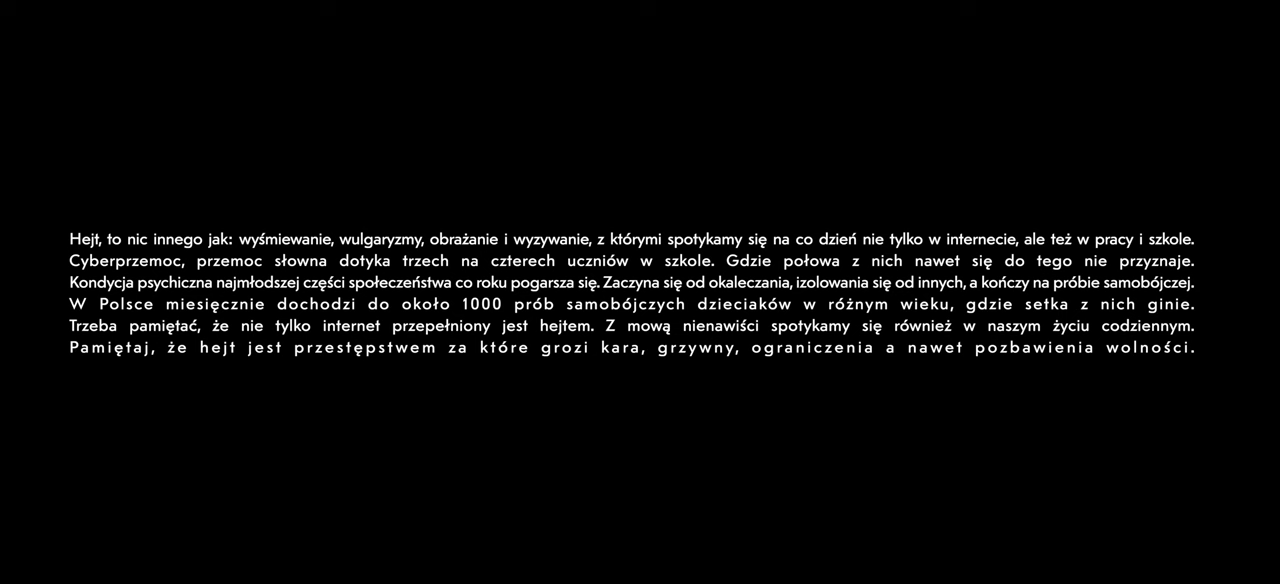 Hejt, to nic innego jak: wyśmiewanie, wulgaryzmy, obrażanie i wyzywanie, z którymi spotykamy się na co dzień nie tylko w internecie, ale też w pracy i szkole.
Cyberprzemoc, przemoc słowna dotyka trzech na czterech uczniów w szkole. Gdzie połowa z nich nawet się do tego nie przyznaje.
Kondycja psychiczna najmłodszej części społeczeństwa co roku pogarsza się. Zaczyna się od okaleczania, izolowania się od innych, a kończy na próbie samobójczej.
W Polsce miesięcznie dochodzi do około 1000 prób samobójczych dzieciaków w różnym wieku, gdzie setka z nich ginie.
Trzeba pamiętać, że nie tylko internet przepełniony jest hejtem. Z mową nienawiści spotykamy się również w naszym życiu codziennym.
Pamiętaj, że hejt jest przestępstwem za które grozi kara, grzywny, ograniczenia a nawet pozbawienia wolności.